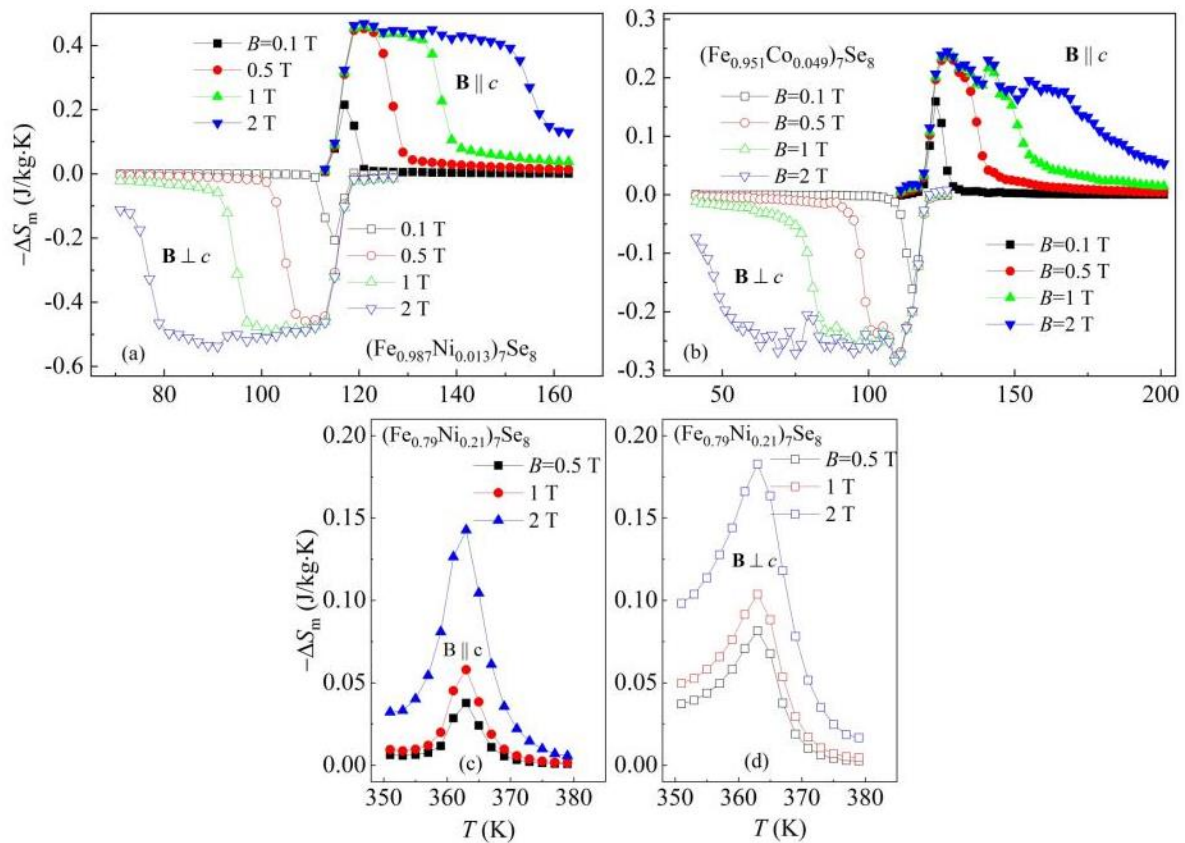 −ΔSm (J/kg·K)
0.4
0.2
0.0
-0.2
-0.4
-0.6
80
100
120
140
160
B=0.1 T
0.5 T
1 T
2 T
B ∥ c
B ⊥ c
0.1 T
0.5 T
1 T
2 T
(a)
(Fe0.987Ni0.013)7Se8
0.3
0.2
0.1
0.0
-0.1
-0.2
-0.3
50
75
100
125
150
175
200
(Fe0.951Co0.049)7Se8
B ∥ c
B=0.1 T
B=0.5 T
B=1 T
B=2 T
B ⊥ c
B=0.1 T
B=0.5 T
B=1 T
B=2 T
(b)
−ΔSm (J/kg·K)
0.20
0.15
0.10
0.05
0.00
(Fe0.79Ni0.21)7Se8
B=0.5 T
1 T
2 T
B ∥ c
(c)
350
360
370
380
T (K)
0.20
0.15
0.10
0.05
0.00
(Fe0.79Ni0.21)7Se8
B=0.5 T
1 T
2 T
B ⊥ c
(d)
350
360
370
380
T (K)